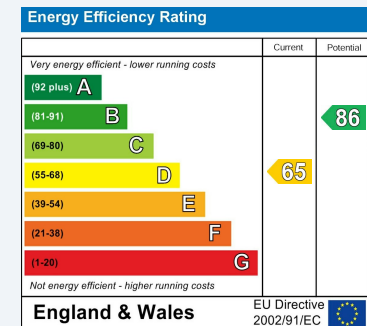 Energy Efficiency Rating
Current Potential
Very energy efficient - lower running costs
(92 plus) A
(81-91) B
86
(69-80) C
(55-68) D
65
(39-54) E
(21-38) F
(1-20) G
Not energy efficient - higher running costs
England & Wales
EU Directive
2002/91/EC